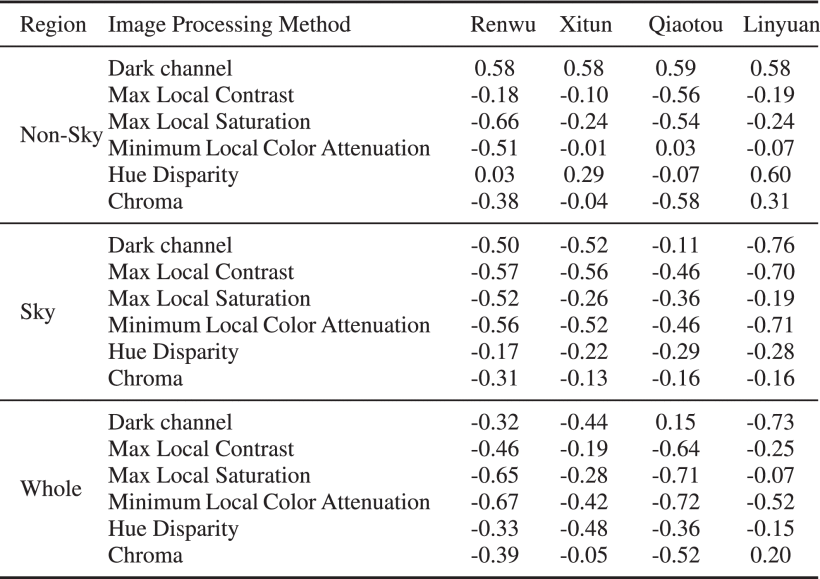 Region Image Processing Method Renwu Xitun Qiaotou Linyuan
Non-Sky
Dark channel 0.58 0.58 0.59 0.58
Max Local Contrast -0.18 -0.10 -0.56 -0.19
Max Local Saturation -0.66 -0.24 -0.54 -0.24
Minimum Local Color Attenuation -0.51 -0.01 0.03 -0.07
Hue Disparity 0.03 0.29 -0.07 0.60
Chroma -0.38 -0.04 -0.58 0.31
Sky
Dark channel -0.50 -0.52 -0.11 -0.76
Max Local Contrast -0.57 -0.56 -0.46 -0.70
Max Local Saturation -0.52 -0.26 -0.36 -0.19
Minimum Local Color Attenuation -0.56 -0.52 -0.46 -0.71
Hue Disparity -0.17 -0.22 -0.29 -0.28
Chroma -0.31 -0.13 -0.16 -0.16
Whole
Dark channel -0.32 -0.44 0.15 -0.73
Max Local Contrast -0.46 -0.19 -0.64 -0.25
Max Local Saturation -0.65 -0.28 -0.71 -0.07
Minimum Local Color Attenuation -0.67 -0.42 -0.72 -0.52
Hue Disparity -0.33 -0.48 -0.36 -0.15
Chroma -0.39 -0.05 -0.52 0.20